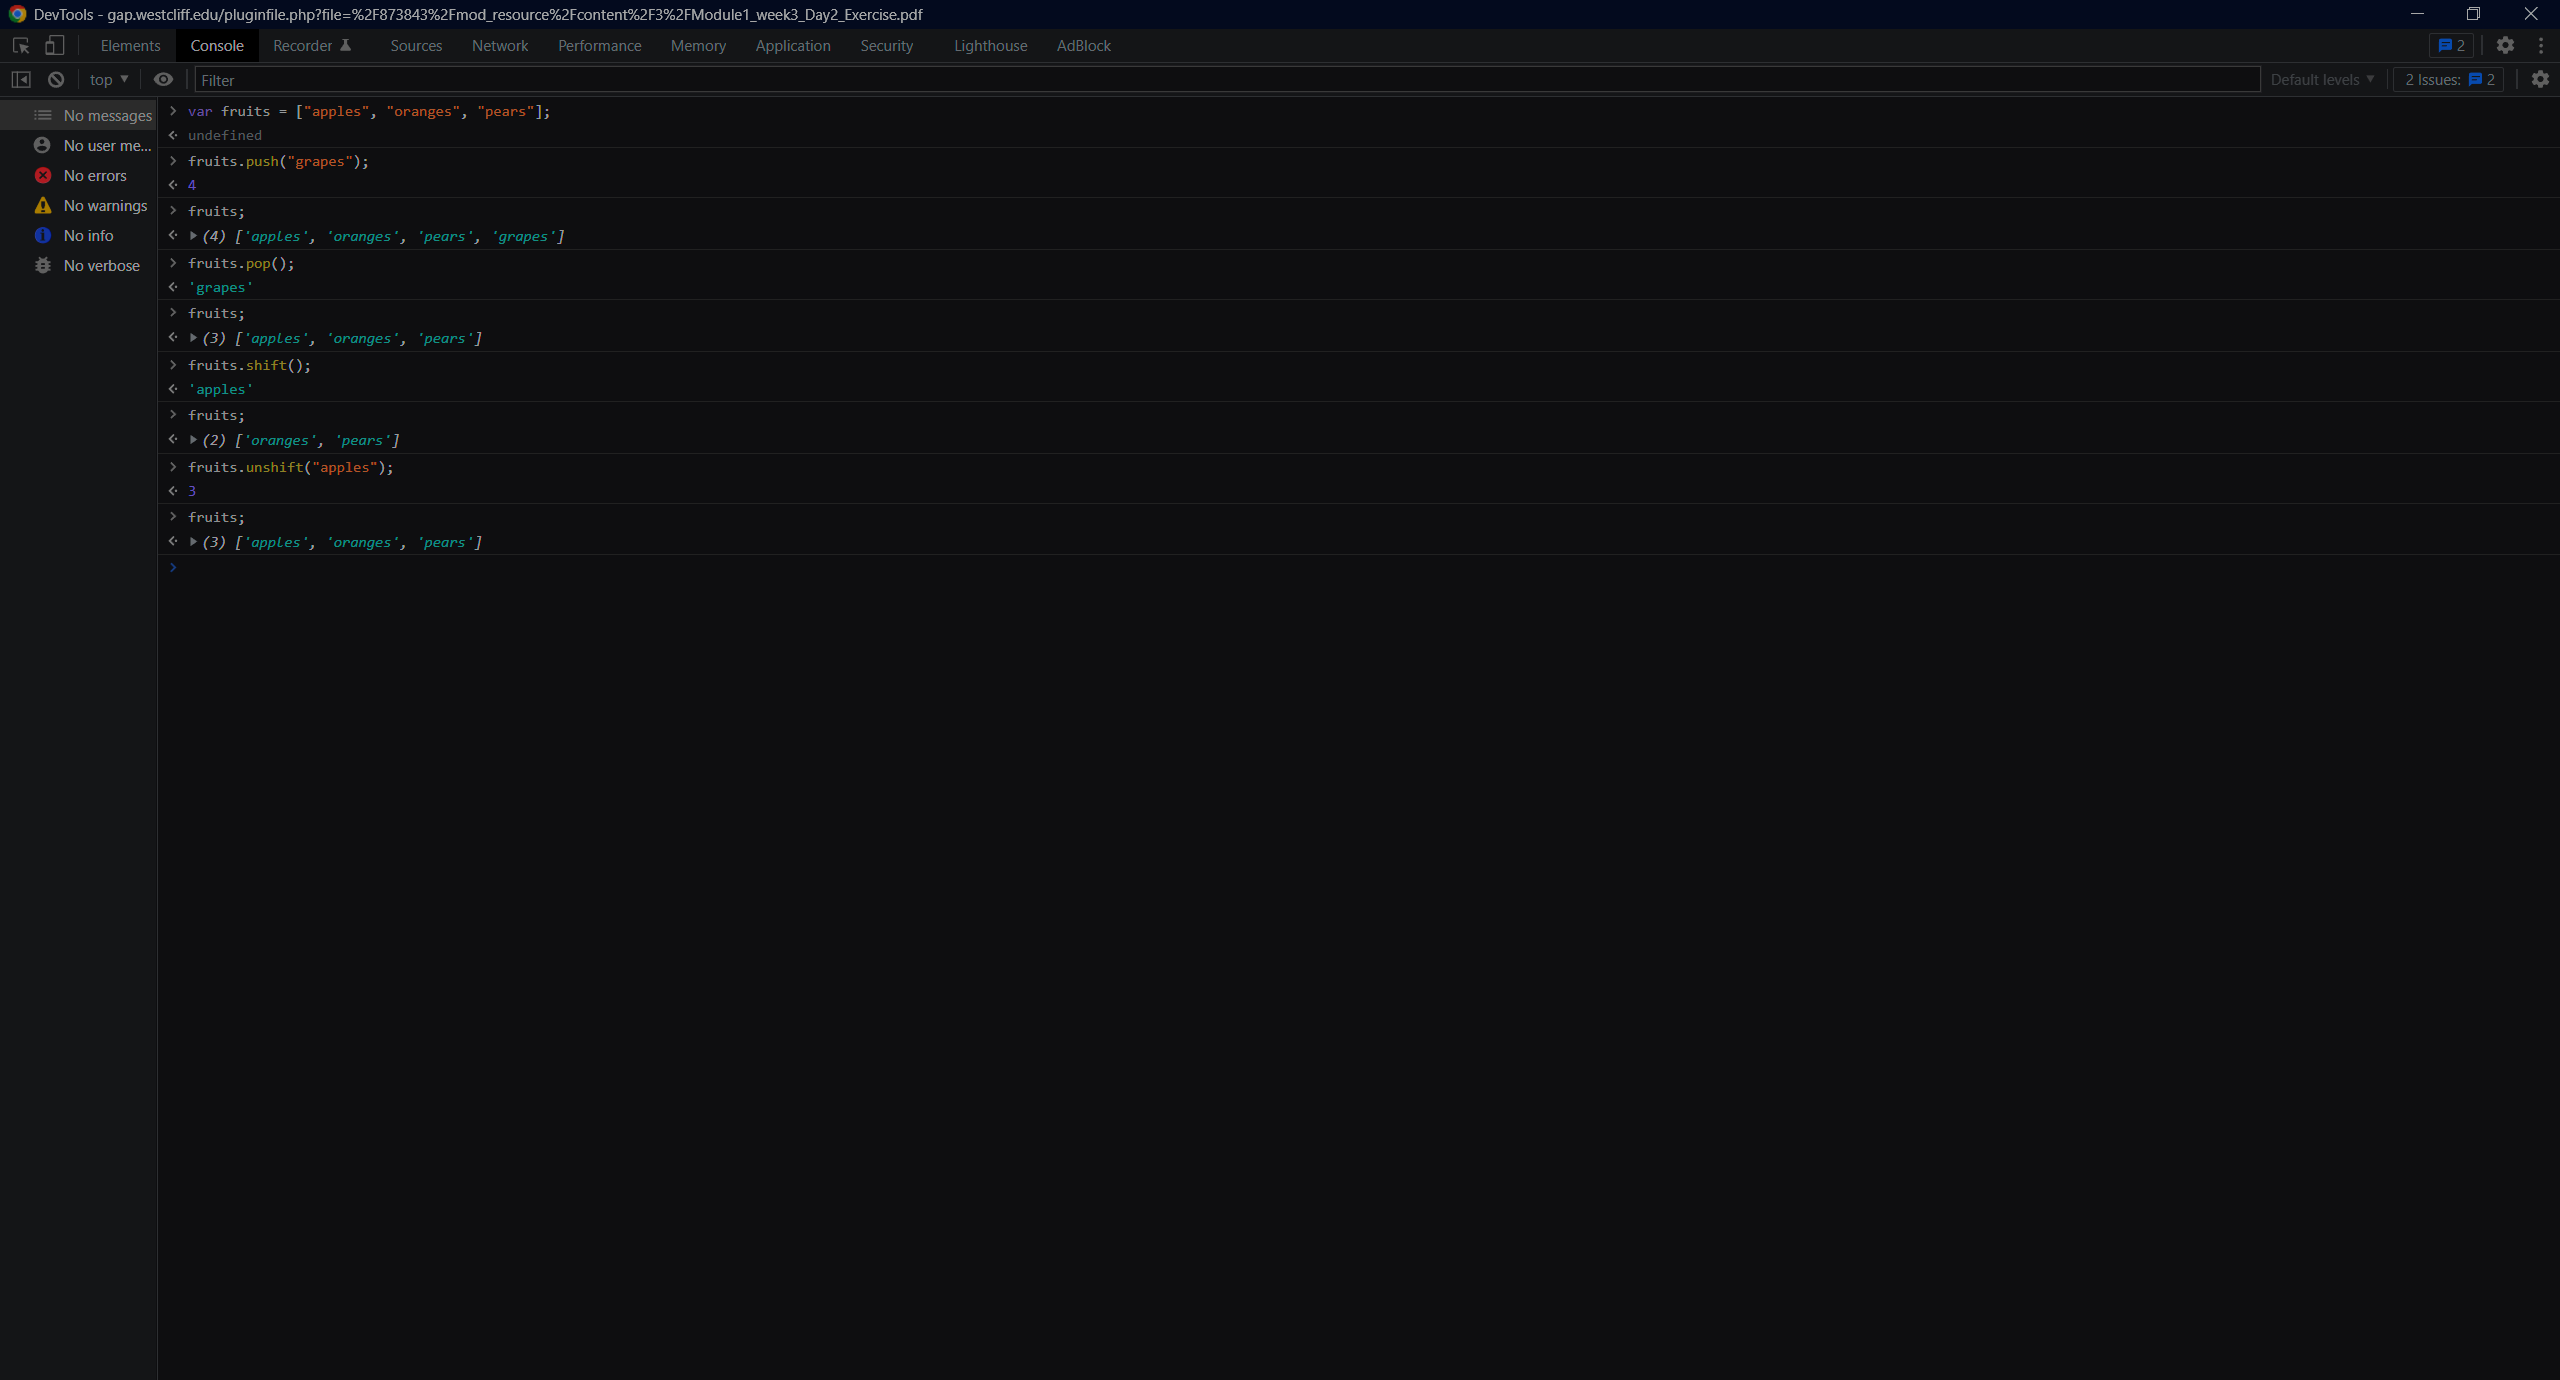 DevTools - gap.westcliff.edu/pluginfile.php?file=%2F873843%2Fmod_resource%2Fcontent%2F3%2FModule1_week3_Day2_Exercise.pdf
Elements Console Recorder Sources Network Performance Memory Application Security Lighthouse AdBlock 2
top Filter Default levels 2 Issues: 2
No messages
No user me...
No errors
No warnings
No info
No verbose
> var fruits = ["apples", "oranges", "pears"];
undefined
> fruits.push("grapes");
4
> fruits;
(4) ['apples', 'oranges', 'pears', 'grapes']
> fruits.pop();
'grapes'
> fruits;
(3) ['apples', 'oranges', 'pears']
> fruits.shift();
'apples'
> fruits;
(2) ['oranges', 'pears']
> fruits.unshift("apples");
3
> fruits;
(3) ['apples', 'oranges', 'pears']
>